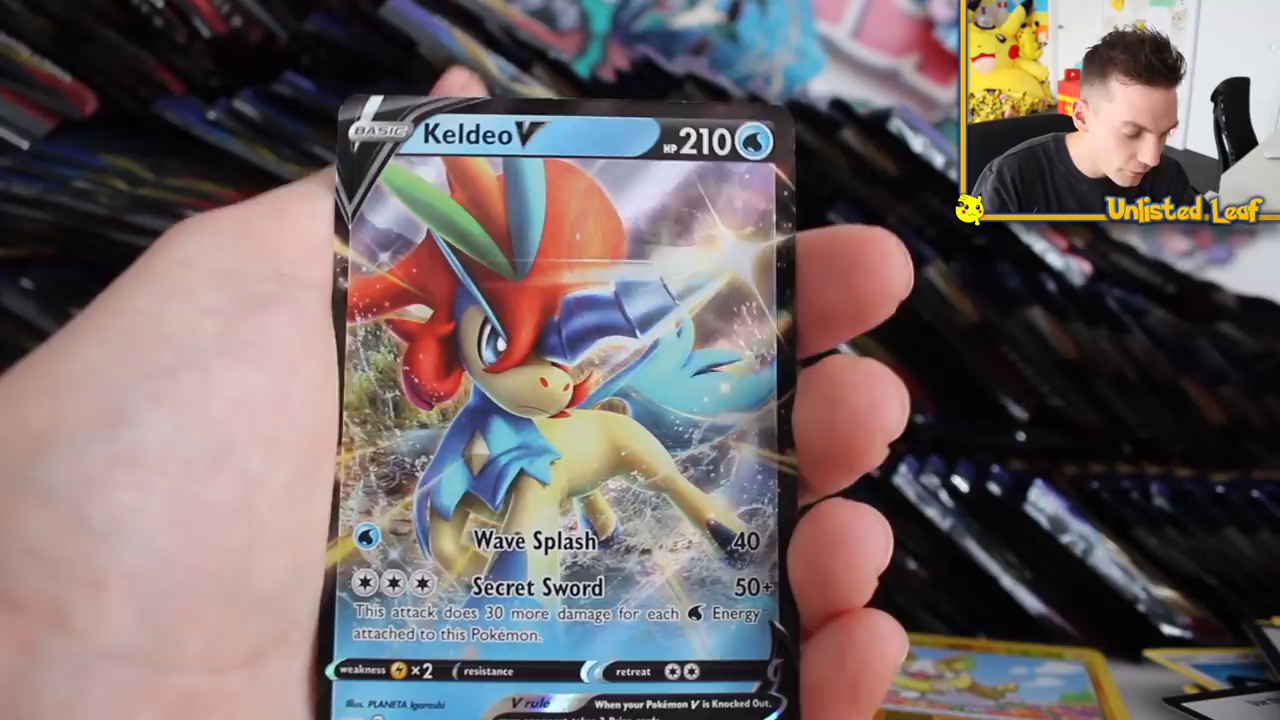 BASIC
Keldeo V
HP 210
Unlisted Leaf
Wave Splash 40
Secret Sword 50+
This attack does 30 more damage for each Energy
attached to this Pokémon.
weakness ×2 resistance retreat
Illus. PLANETA Igarashi
V rule
When your Pokémon V is Knocked Out,